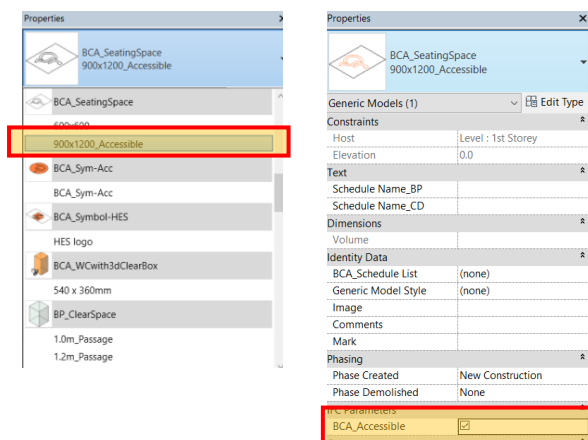 Properties
BCA_SeatingSpace
900x1200_Accessible
BCA_SeatingSpace
600x600
900x1200_Accessible
BCA_Sym-Acc
BCA_Sym-Acc
BCA_Symbol-HES
HES logo
BCA_WCwith3dClearBox
540 x 360mm
BP_ClearSpace
1.0m_Passage
1.2m_Passage
Properties
BCA_SeatingSpace
900x1200_Accessible
Generic Models (1) Edit Type
Constraints
Host Level : 1st Storey
Elevation 0.0
Text
Schedule Name_BP
Schedule Name_CD
Dimensions
Volume
Identity Data
BCA_Schedule List (none)
Generic Model Style (none)
Image
Comments
Mark
Phasing
Phase Created New Construction
Phase Demolished None
IFC Parameters
BCA_Accessible